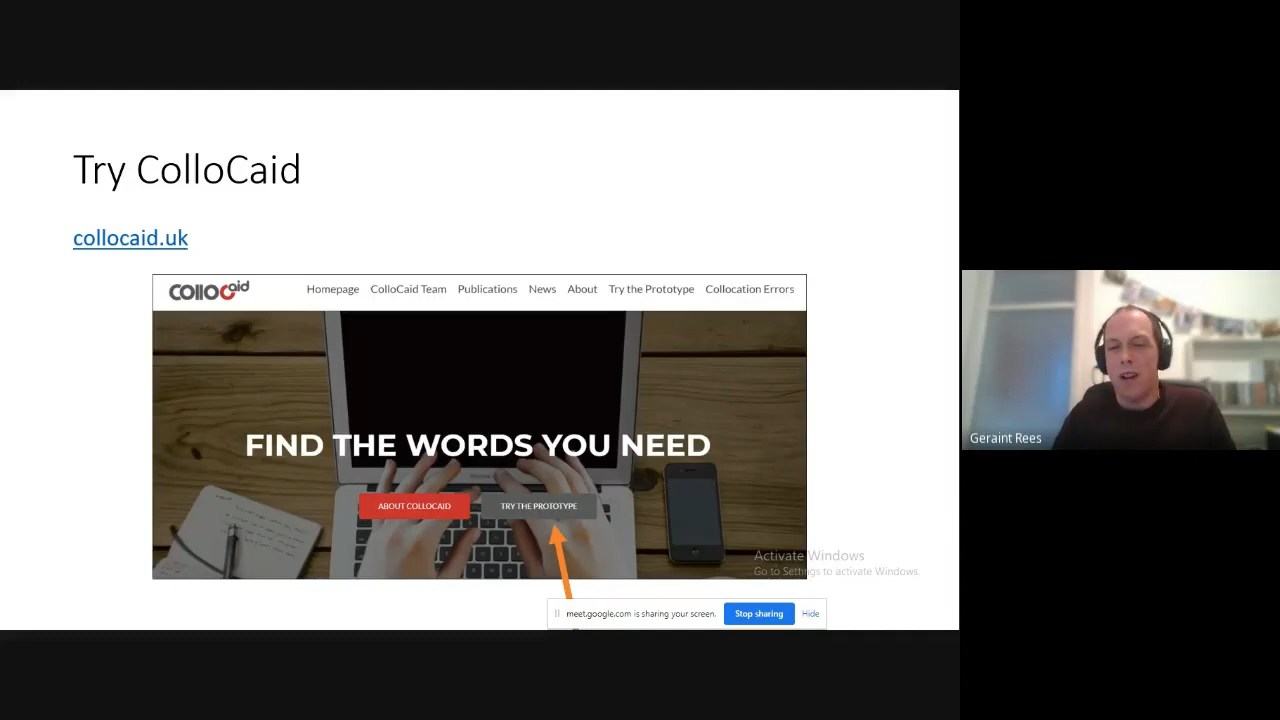 Try ColloCaid
collocaid.uk
ColloCaid
Homepage ColloCaid Team Publications News About Try the Prototype Collocation Errors
FIND THE WORDS YOU NEED
ABOUT COLLOCAID TRY THE PROTOTYPE
Geraint Rees
Activate Windows
Go to Settings to activate Windows.
meet.google.com is sharing your screen. Stop sharing Hide